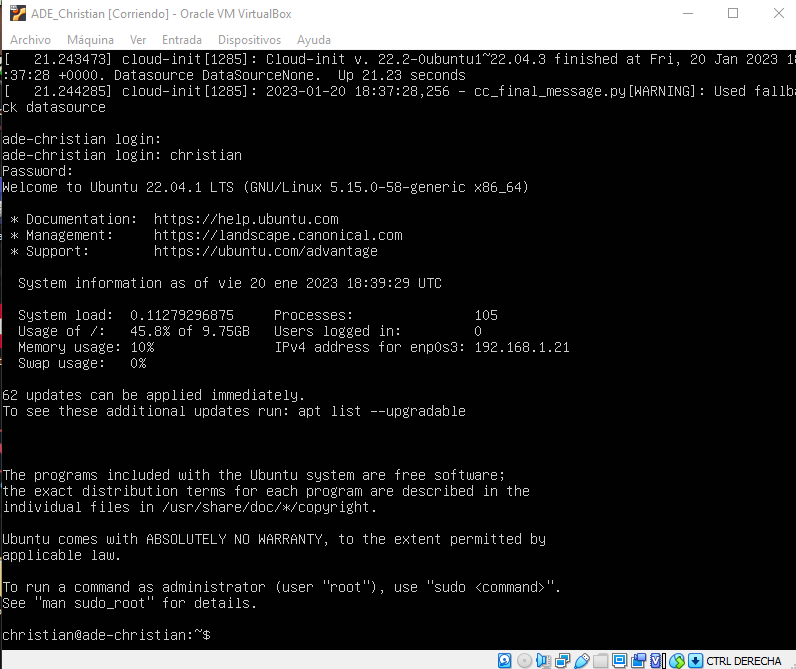 ADE_Christian [Corriendo] - Oracle VM VirtualBox
Archivo Máquina Ver Entrada Dispositivos Ayuda
[   21.243473] cloud-init[1285]: Cloud-init v. 22.2-0ubuntu1~22.04.3 finished at Fri, 20 Jan 2023 18
:37:28 +0000. Datasource DataSourceNone.  Up 21.23 seconds
[   21.244285] cloud-init[1285]: 2023-01-20 18:37:28,256 - cc_final_message.py[WARNING]: Used fallba
ck datasource
ade-christian login:
ade-christian login: christian
Password:
Welcome to Ubuntu 22.04.1 LTS (GNU/Linux 5.15.0-58-generic x86_64)
* Documentation:  https://help.ubuntu.com
* Management:     https://landscape.canonical.com
* Support:        https://ubuntu.com/advantage
System information as of vie 20 ene 2023 18:39:29 UTC
System load:  0.11279296875     Processes:               105
Usage of /:   45.8% of 9.75GB   Users logged in:         0
Memory usage: 10%               IPv4 address for enp0s3: 192.168.1.21
Swap usage:   0%
62 updates can be applied immediately.
To see these additional updates run: apt list --upgradable
The programs included with the Ubuntu system are free software;
the exact distribution terms for each program are described in the
individual files in /usr/share/doc/*/copyright.
Ubuntu comes with ABSOLUTELY NO WARRANTY, to the extent permitted by
applicable law.
To run a command as administrator (user "root"), use "sudo <command>".
See "man sudo_root" for details.
christian@ade-christian:~$
CTRL DERECHA